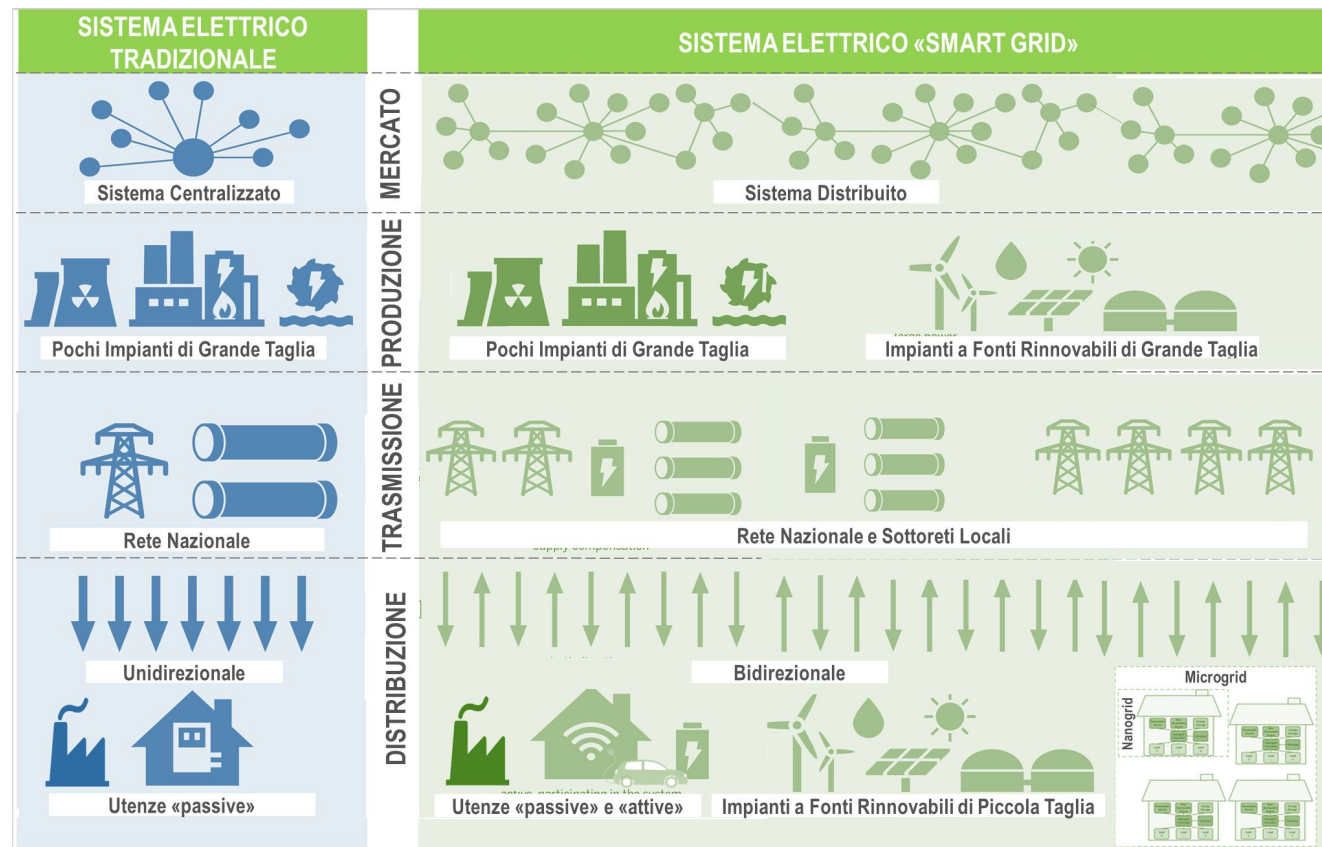 SISTEMA ELETTRICO
TRADIZIONALE
SISTEMA ELETTRICO «SMART GRID»
MERCATO
Sistema Centralizzato
Sistema Distribuito
PRODUZIONE
Pochi Impianti di Grande Taglia
Pochi Impianti di Grande Taglia
Impianti a Fonti Rinnovabili di Grande Taglia
TRASMISSIONE
Rete Nazionale
Rete Nazionale e Sottoreti Locali
DISTRIBUZIONE
Unidirezionale
Bidirezionale
Microgrid
Nanogrid
Utenze «passive»
Utenze «passive» e «attive»
Impianti a Fonti Rinnovabili di Piccola Taglia